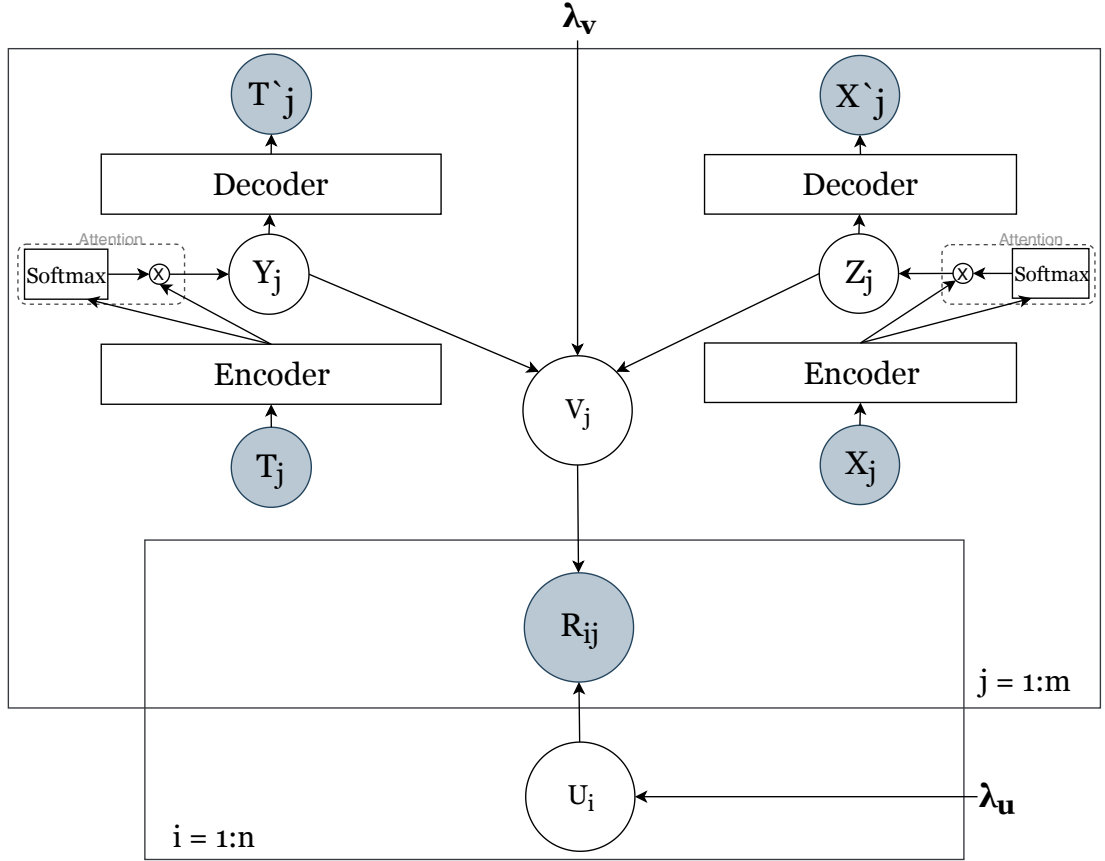 λv
T`j
X`j
Decoder
Decoder
Attention
Attention
Softmax
X
Yj
Zj
X
Softmax
Encoder
Encoder
Vj
Tj
Xj
Rij
j = 1:m
Ui
λu
i = 1:n